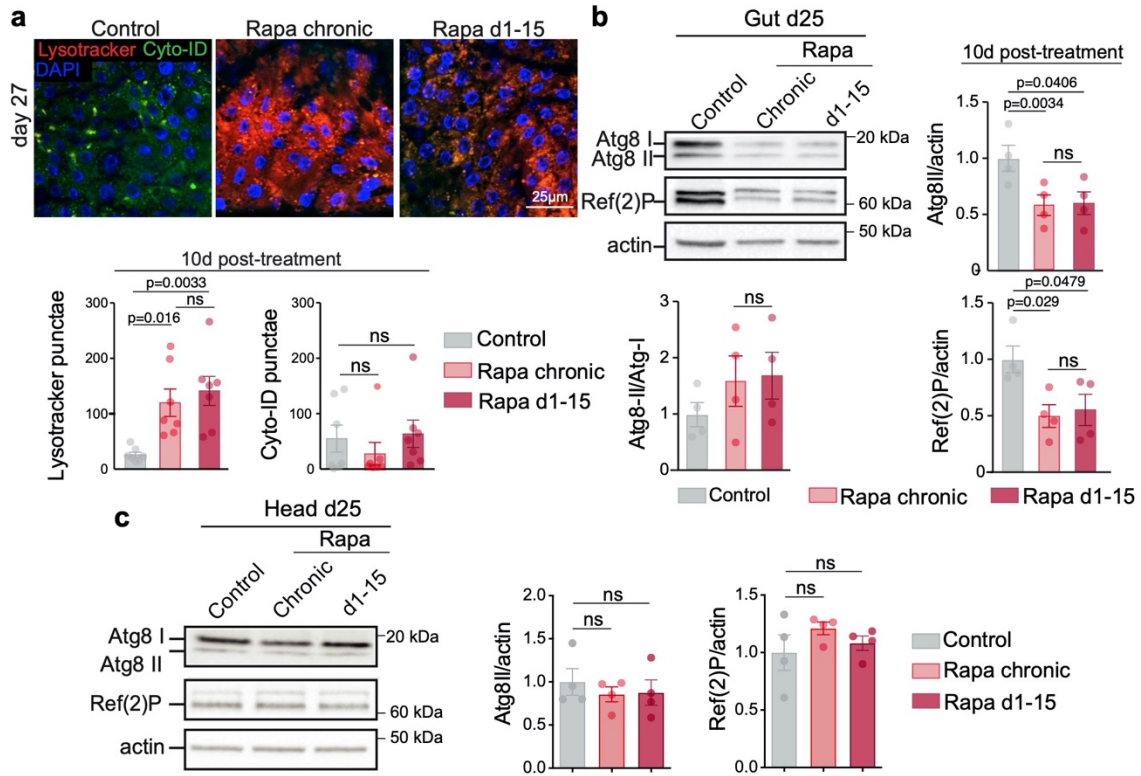 a
Control
Rapa chronic
Rapa d1-15
Lysotracker Cyto-ID
DAPI
day 27
25µm
10d post-treatment
Lysotracker punctae
300
200
100
0
p=0.0033
p=0.016
ns
Cyto-ID punctae
300
200
100
0
ns
ns
Control
Rapa chronic
Rapa d1-15
b
Gut d25
Rapa
Control
Chronic
d1-15
Atg8 I
Atg8 II
Ref(2)P
actin
20 kDa
60 kDa
50 kDa
10d post-treatment
p=0.0406
p=0.0034
ns
Atg8II/actin
1.5
1.0
0.5
0
Atg8-II/Atg-I
3
2
1
0
ns
p=0.0479
p=0.029
ns
Ref(2)P/actin
1.5
1.0
0.5
0
Control
Rapa chronic
Rapa d1-15
c
Head d25
Rapa
Control
Chronic
d1-15
Atg8 I
Atg8 II
Ref(2)P
actin
20 kDa
60 kDa
50 kDa
Atg8II/actin
2.0
1.5
1.0
0.5
0.0
ns
ns
Ref(2)P/actin
1.5
1.0
0.5
0.0
ns
ns
Control
Rapa chronic
Rapa d1-15